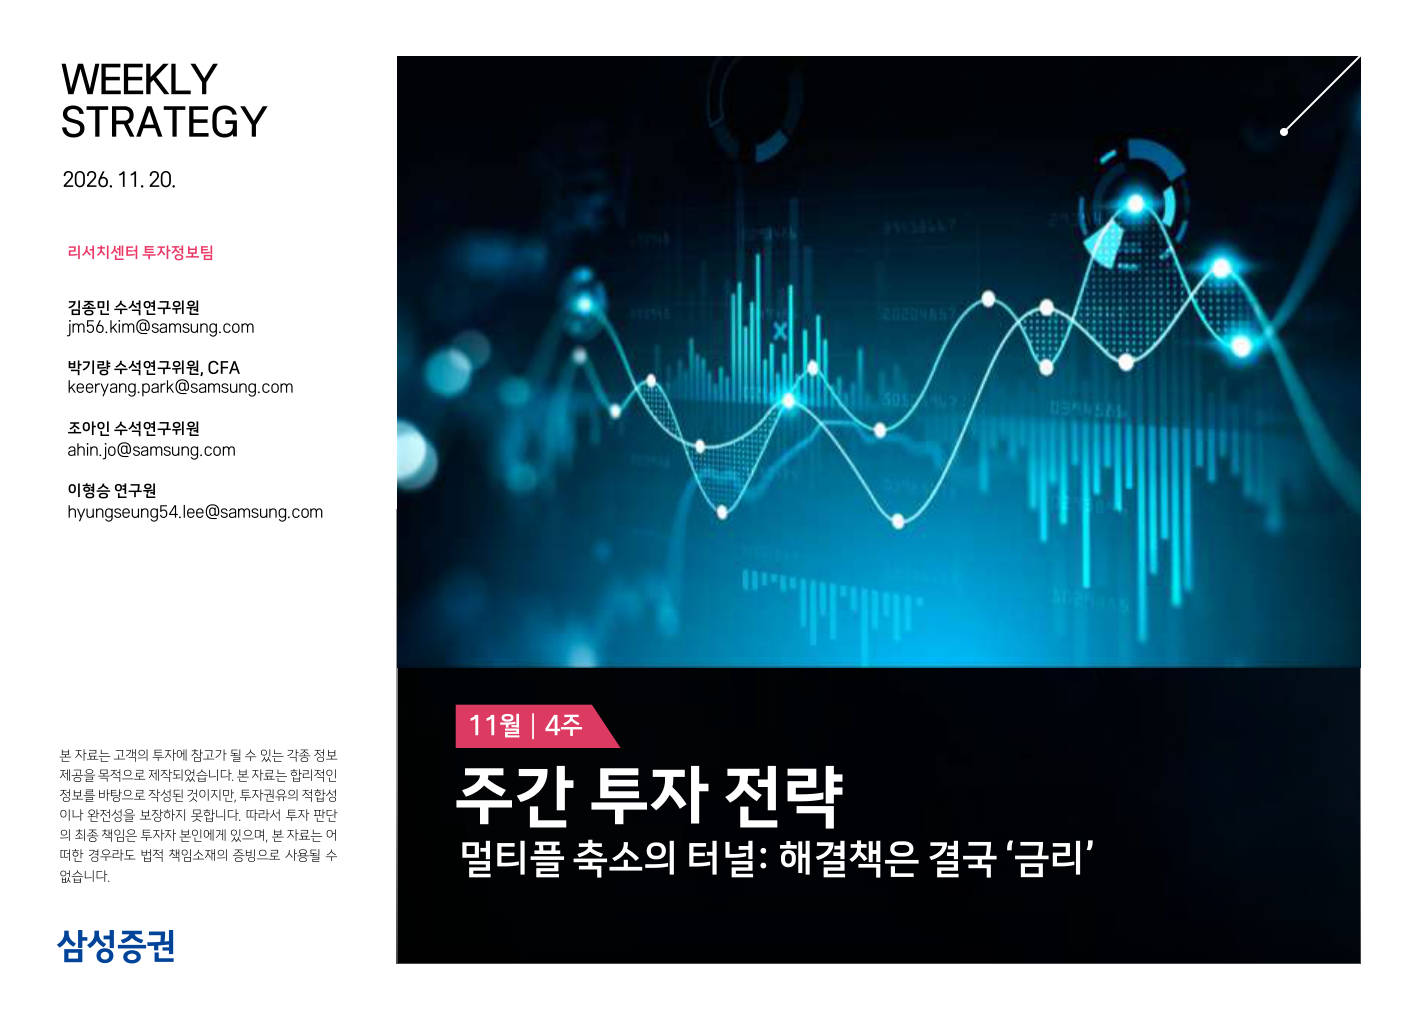 WEEKLY
STRATEGY
2026. 11. 20.
리서치센터 투자정보팀
김종민 수석연구위원
jm56.kim@samsung.com
박기량 수석연구위원, CFA
keeryang.park@samsung.com
조아인 수석연구위원
ahin.jo@samsung.com
이형승 연구원
hyungseung54.lee@samsung.com
본 자료는 고객의 투자에 참고가 될 수 있는 각종 정보
제공을 목적으로 제작되었습니다. 본 자료는 합리적인
정보를 바탕으로 작성된 것이지만, 투자권유의 적합성
이나 완전성을 보장하지 못합니다. 따라서 투자 판단
의 최종 책임은 투자자 본인에게 있으며, 본 자료는 어
떠한 경우라도 법적 책임소재의 증빙으로 사용될 수
없습니다.
삼성증권
11월 | 4주
주간 투자 전략
멀티플 축소의 터널: 해결책은 결국 ‘금리’